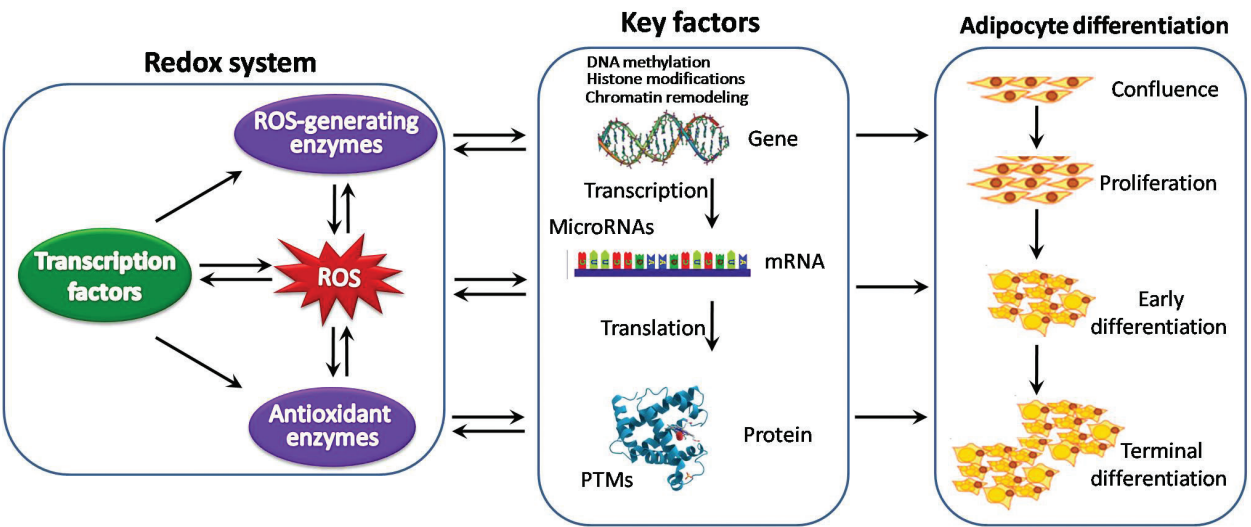 Redox system
ROS-generating
enzymes
Transcription
factors
ROS
Antioxidant
enzymes
Key factors
DNA methylation
Histone modifications
Chromatin remodeling
Gene
Transcription
MicroRNAs
mRNA
Translation
Protein
PTMs
Adipocyte differentiation
Confluence
Proliferation
Early
differentiation
Terminal
differentiation